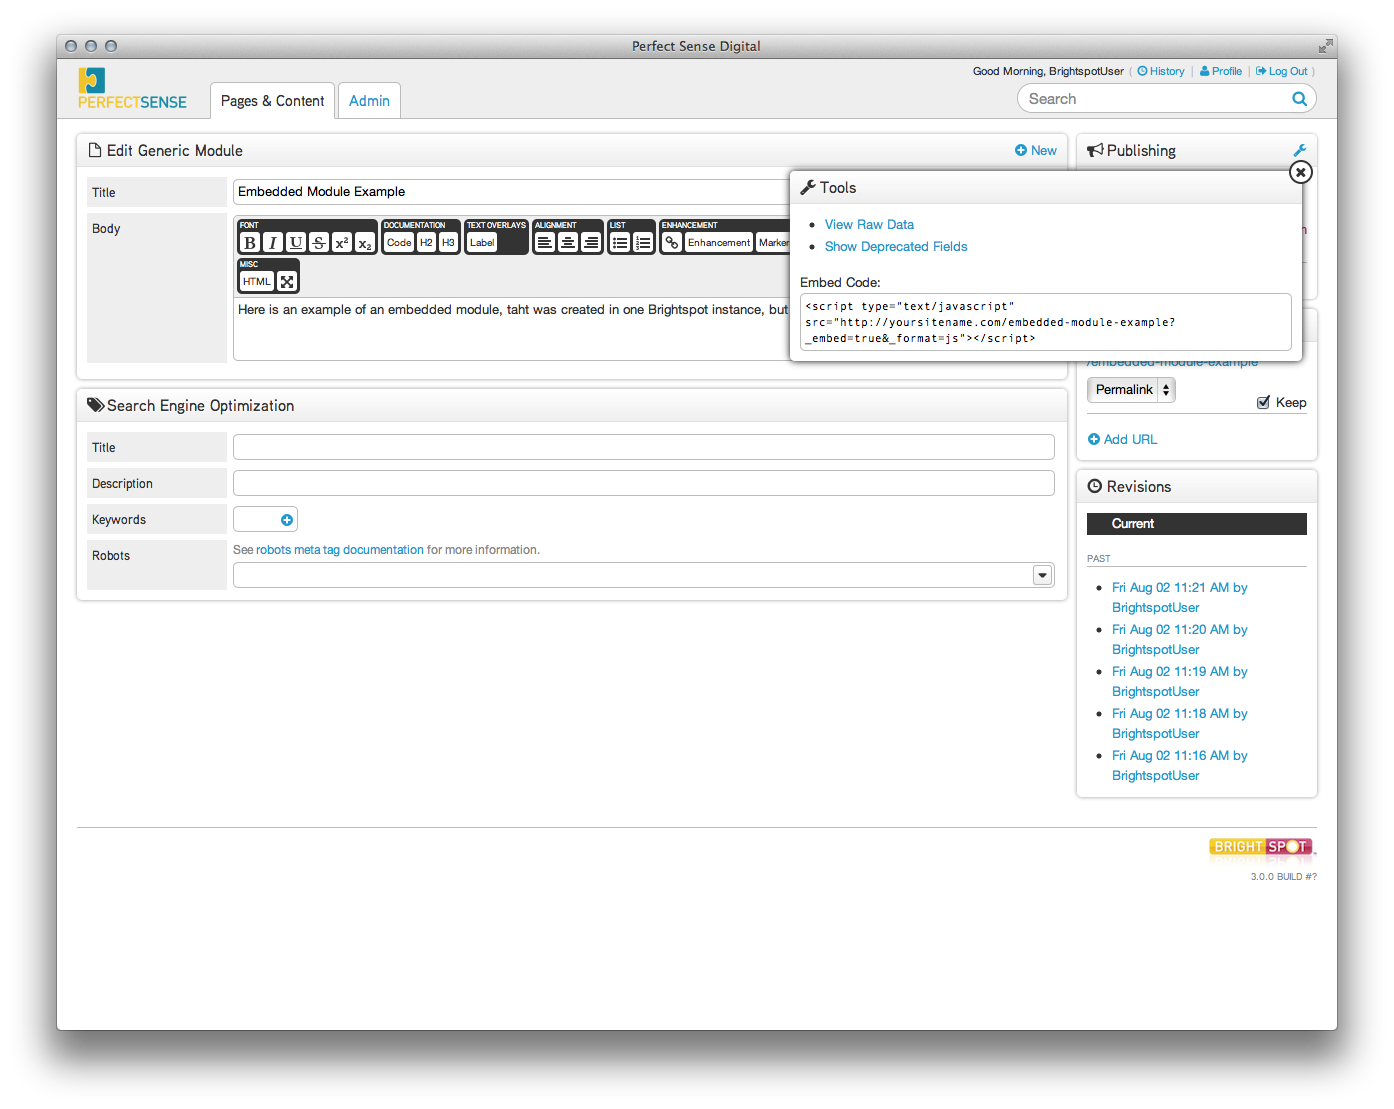 Perfect Sense Digital
Good Morning, BrightspotUser ( History | Profile | Log Out )
PERFECTSENSE
Pages & Content
Admin
Search
Edit Generic Module
New
Publishing
Title
Embedded Module Example
Body
FONT
DOCUMENTATION
TEXT OVERLAYS
ALIGNMENT
LIST
ENHANCEMENT
B I U S x² x₂
Code H2 H3
Label
Enhancement Marker
MISC
HTML
Here is an example of an embedded module, taht was created in one Brightspot instance, but
Tools
View Raw Data
Show Deprecated Fields
Embed Code:
<script type="text/javascript"
src="http://yoursitename.com/embedded-module-example?
_embed=true&_format=js"></script>
/embedded-module-example
Permalink
Keep
Add URL
Search Engine Optimization
Title
Description
Keywords
Robots
See robots meta tag documentation for more information.
Revisions
Current
PAST
Fri Aug 02 11:21 AM by
BrightspotUser
Fri Aug 02 11:20 AM by
BrightspotUser
Fri Aug 02 11:19 AM by
BrightspotUser
Fri Aug 02 11:18 AM by
BrightspotUser
Fri Aug 02 11:16 AM by
BrightspotUser
BRIGHTSPOT
3.0.0 BUILD #?